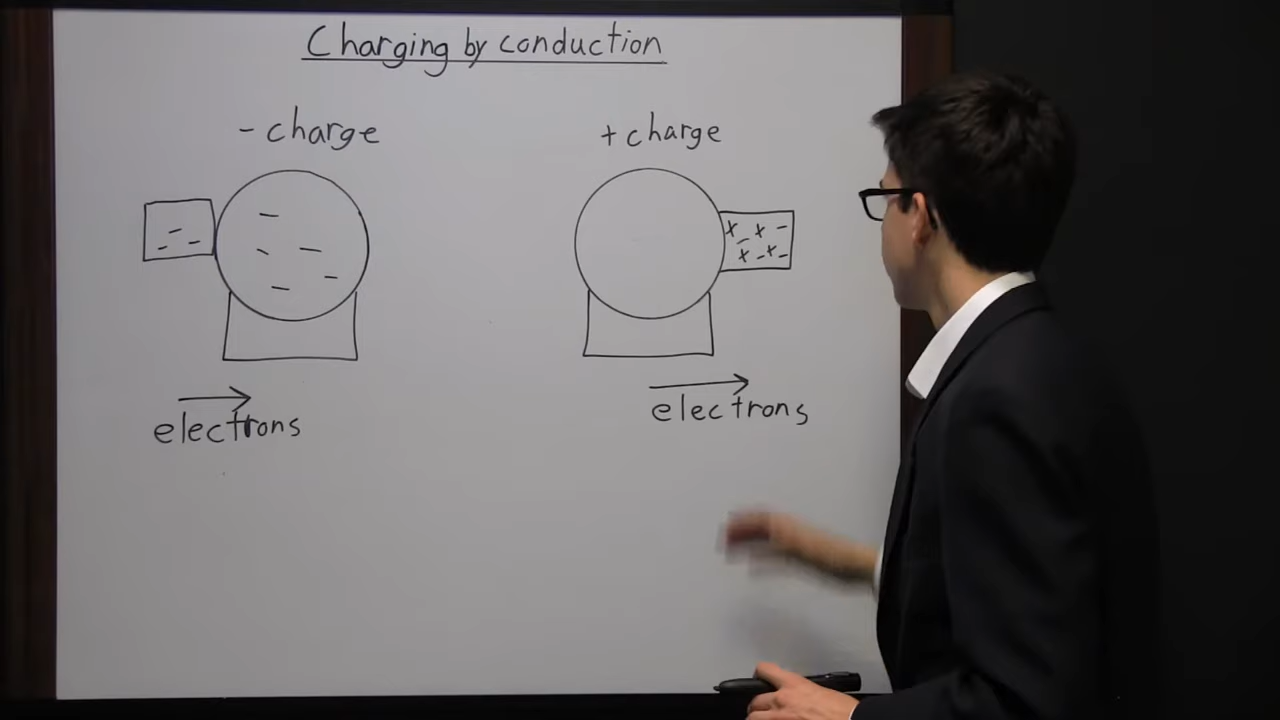 Charging by conduction
- charge
+ charge
electrons
electrons